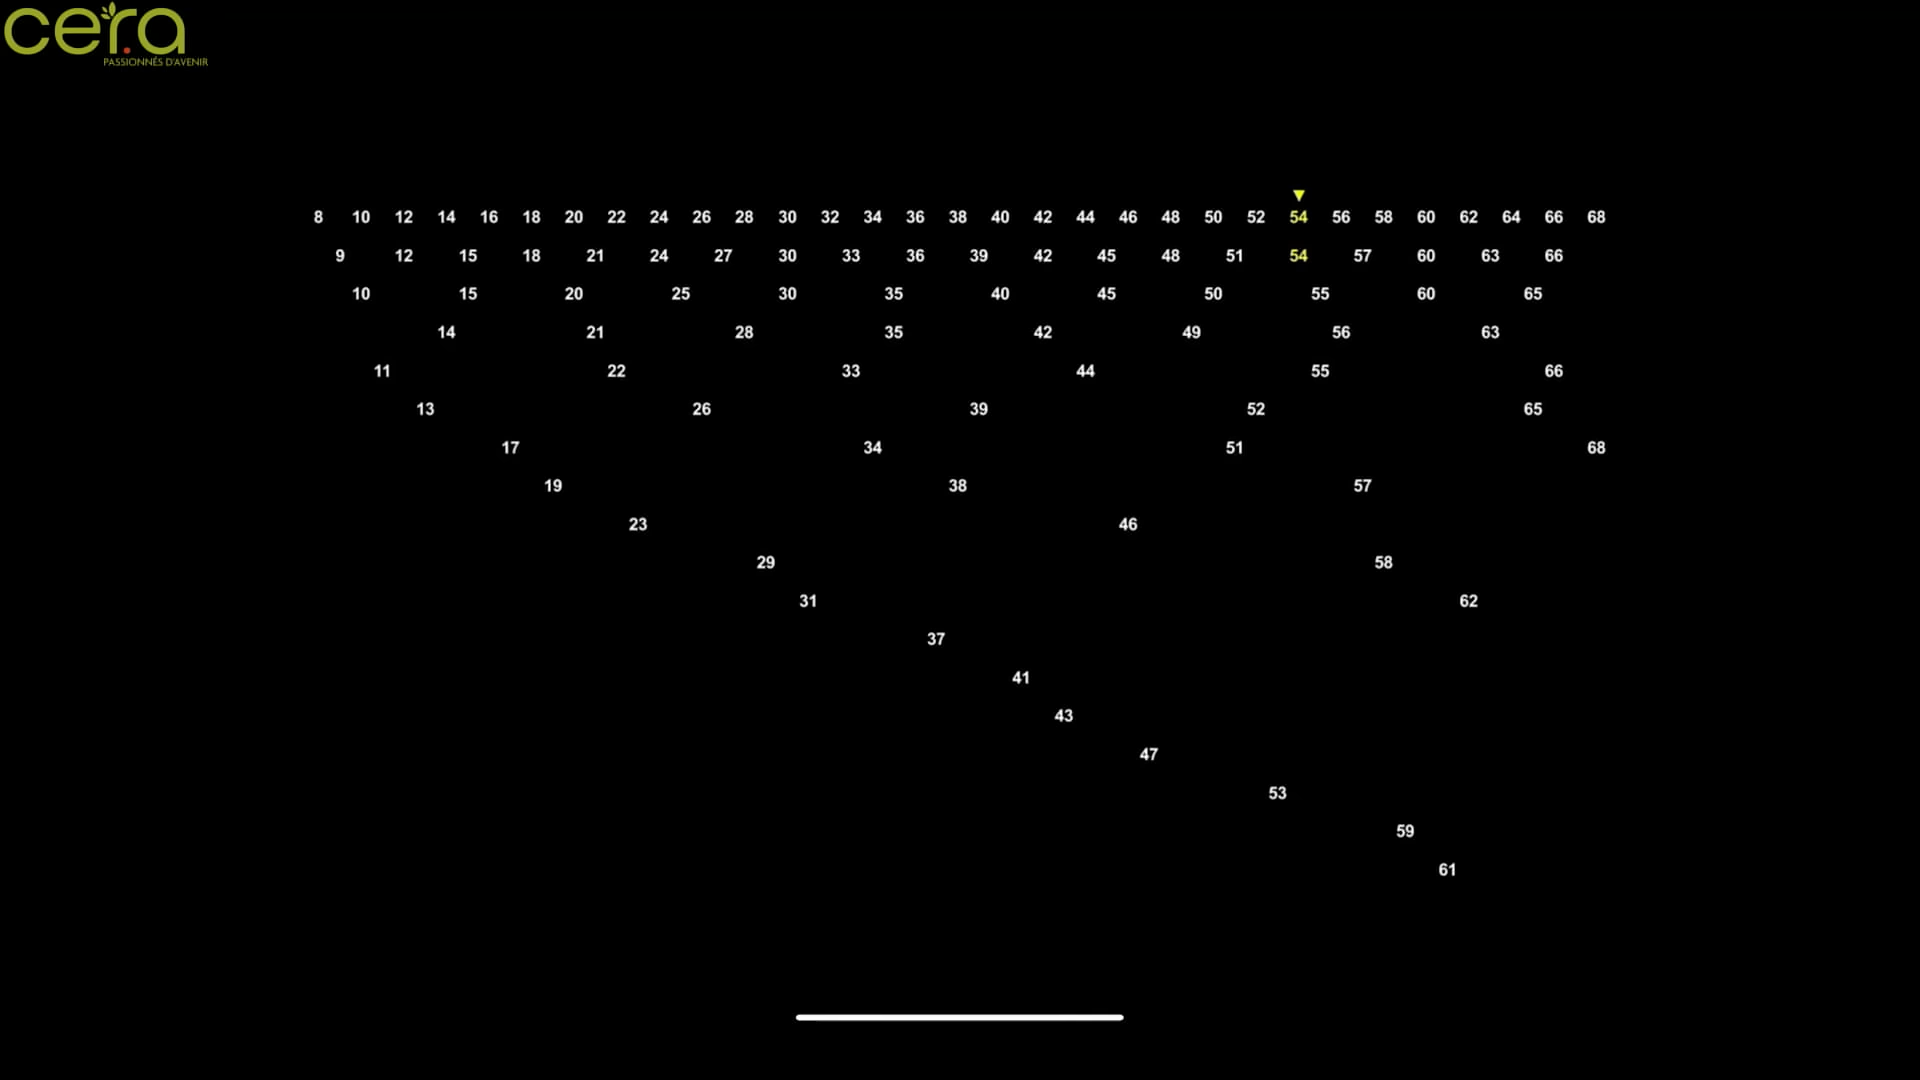 cer.a
PASSIONNÉS D'AVENIR
8 10 12 14 16 18 20 22 24 26 28 30 32 34 36 38 40 42 44 46 48 50 52 54 56 58 60 62 64 66 68
9 12 15 18 21 24 27 30 33 36 39 42 45 48 51 54 57 60 63 66
10 15 20 25 30 35 40 45 50 55 60 65
14 21 28 35 42 49 56 63
11 22 33 44 55 66
13 26 39 52 65
17 34 51 68
19 38 57
23 46
29 58
31 62
37
41
43
47
53
59
61